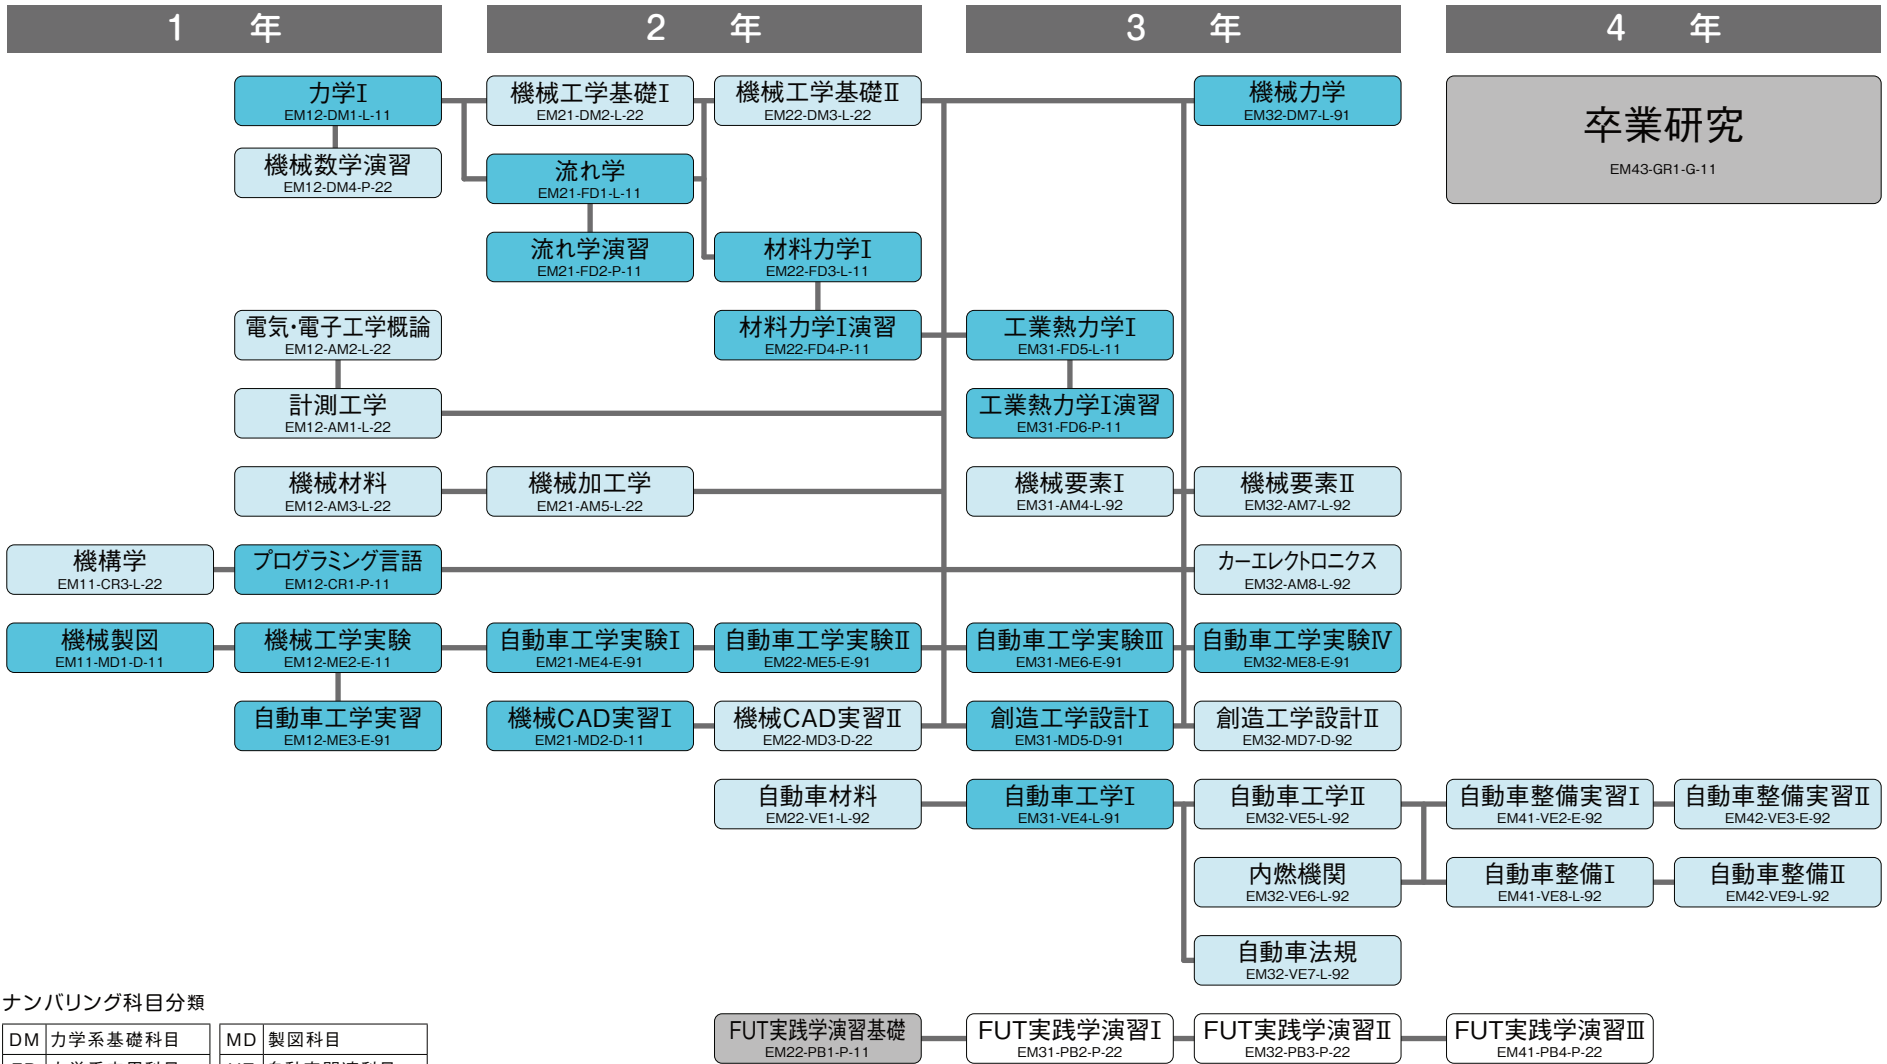 1 年
2 年
3 年
4 年
力学Ⅰ
EM12-DM1-L-11
機械工学基礎Ⅰ
EM21-DM2-L-22
機械工学基礎Ⅱ
EM22-DM3-L-22
機械力学
EM32-DM7-L-91
卒業研究
EM43-GR1-G-11
機械数学演習
EM12-DM4-P-22
流れ学
EM21-FD1-L-11
流れ学演習
EM21-FD2-P-11
材料力学Ⅰ
EM22-FD3-L-11
電気・電子工学概論
EM12-AM2-L-22
材料力学Ⅰ演習
EM22-FD4-P-11
工業熱力学Ⅰ
EM31-FD5-L-11
計測工学
EM12-AM1-L-22
工業熱力学Ⅰ演習
EM31-FD6-P-11
機械材料
EM12-AM3-L-22
機械加工学
EM21-AM5-L-22
機械要素Ⅰ
EM31-AM4-L-92
機械要素Ⅱ
EM32-AM7-L-92
機構学
EM11-CR3-L-22
プログラミング言語
EM12-CR1-P-11
カーエレクトロニクス
EM32-AM8-L-92
機械製図
EM11-MD1-D-11
機械工学実験
EM12-ME2-E-11
自動車工学実験Ⅰ
EM21-ME4-E-91
自動車工学実験Ⅱ
EM22-ME5-E-91
自動車工学実験Ⅲ
EM31-ME6-E-91
自動車工学実験Ⅳ
EM32-ME8-E-91
自動車工学実習
EM12-ME3-E-91
機械CAD実習Ⅰ
EM21-MD2-D-11
機械CAD実習Ⅱ
EM22-MD3-D-22
創造工学設計Ⅰ
EM31-MD5-D-91
創造工学設計Ⅱ
EM32-MD7-D-92
自動車材料
EM22-VE1-L-92
自動車工学Ⅰ
EM31-VE4-L-91
自動車工学Ⅱ
EM32-VE5-L-92
自動車整備実習Ⅰ
EM41-VE2-E-92
自動車整備実習Ⅱ
EM42-VE3-E-92
内燃機関
EM32-VE6-L-92
自動車整備Ⅰ
EM41-VE8-L-92
自動車整備Ⅱ
EM42-VE9-L-92
自動車法規
EM32-VE7-L-92
ナンバリング科目分類
DM 力学系基礎科目
MD 製図科目
FUT実践学演習基礎
EM22-PB1-P-11
FUT実践学演習Ⅰ
EM31-PB2-P-22
FUT実践学演習Ⅱ
EM32-PB3-P-22
FUT実践学演習Ⅲ
EM41-PB4-P-22